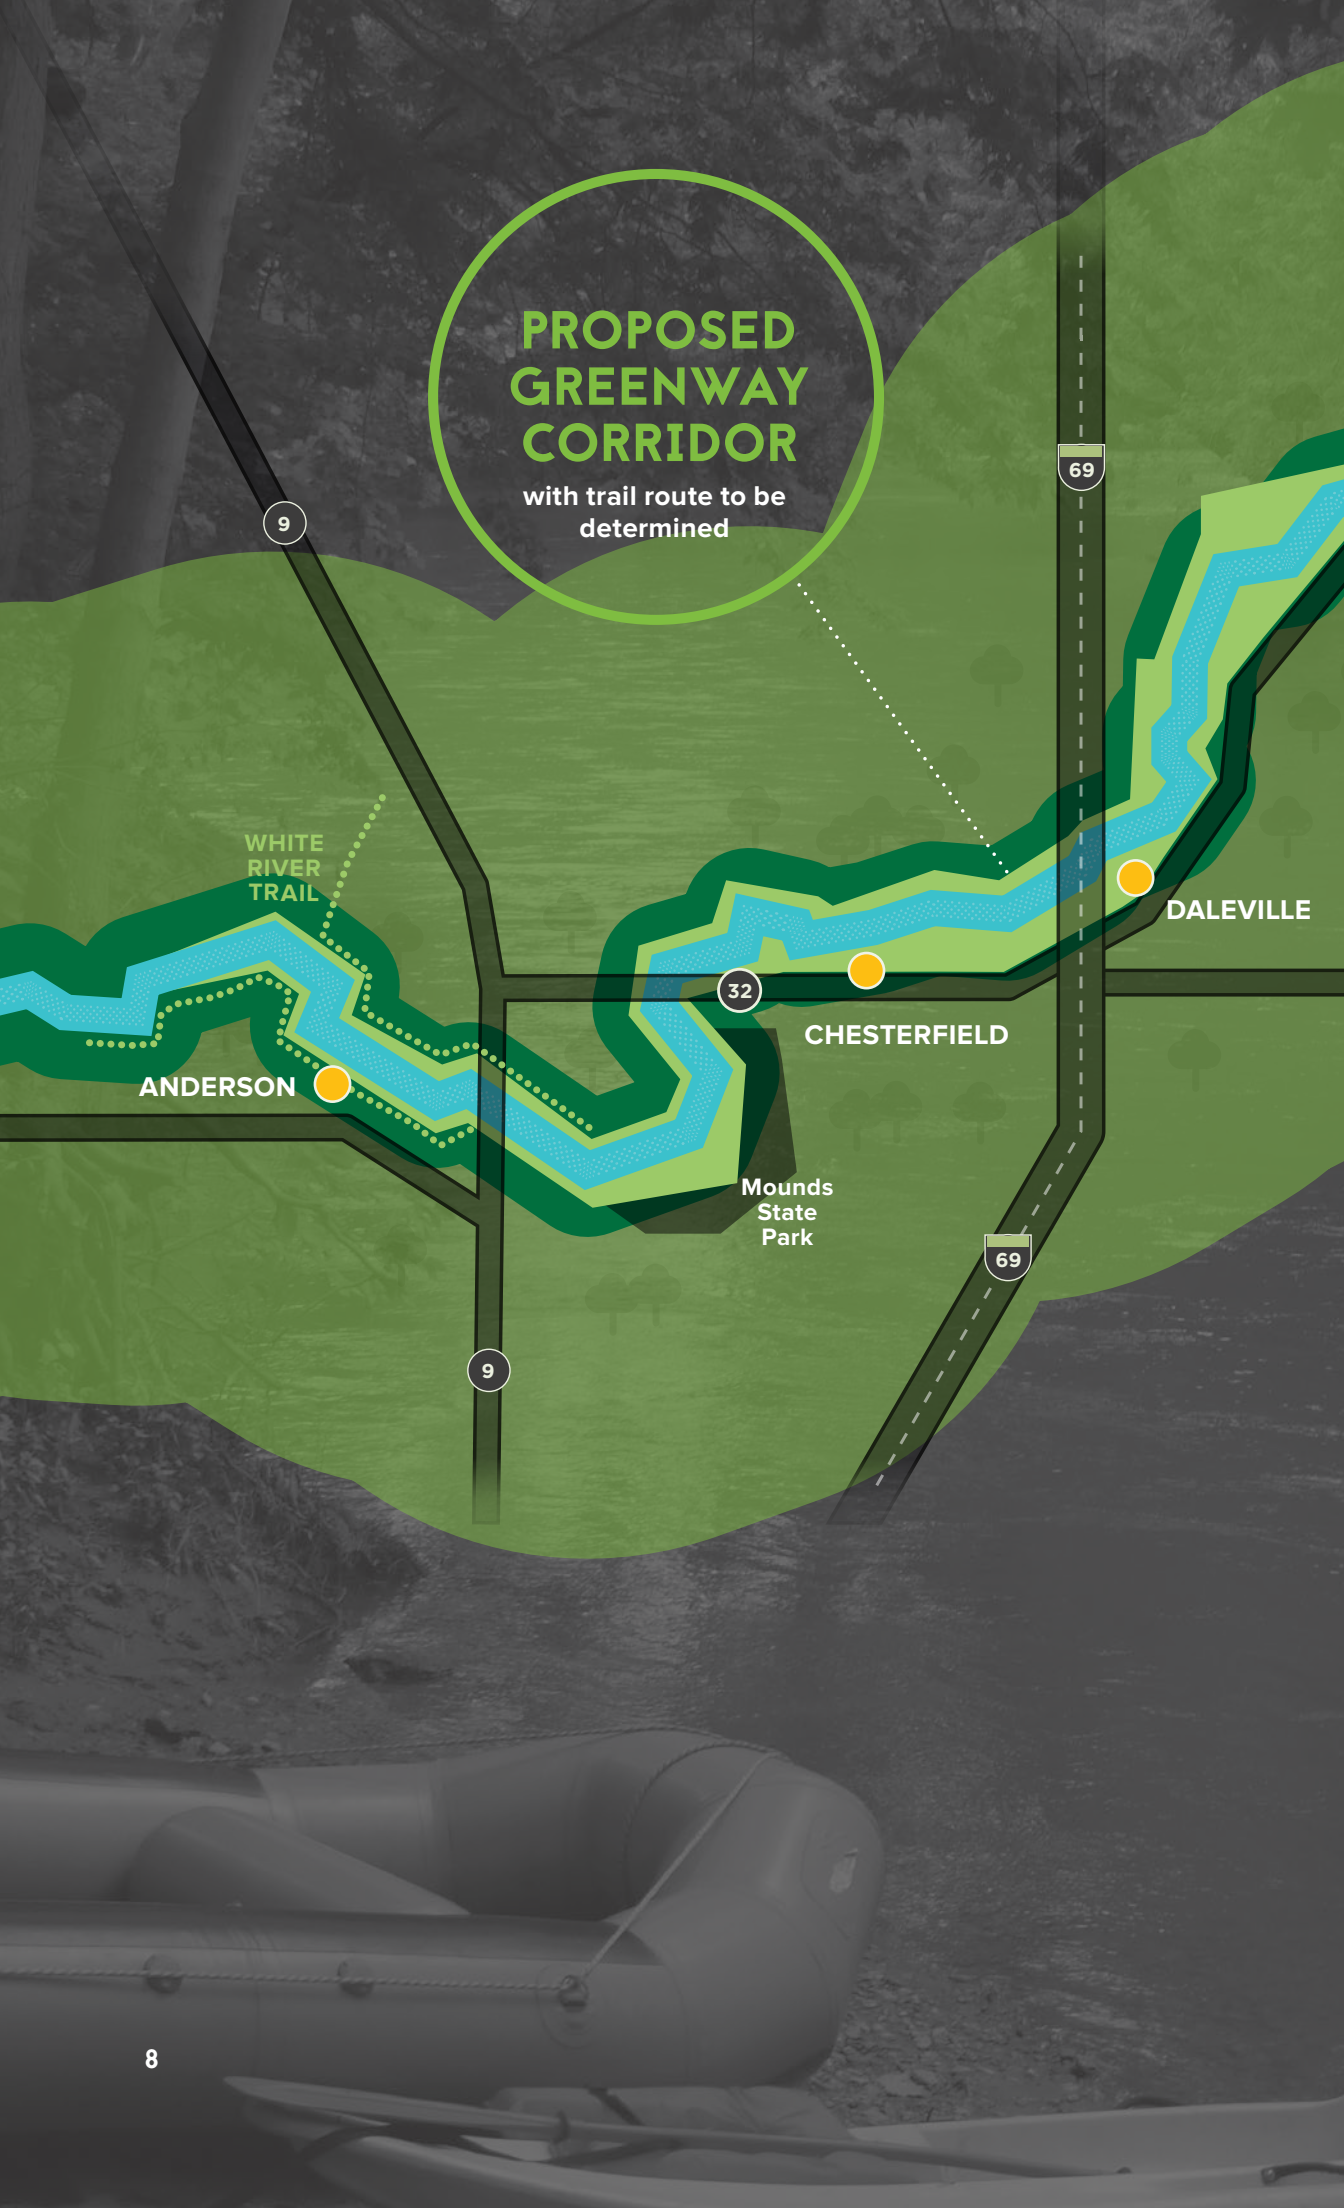 PROPOSED
GREENWAY
CORRIDOR
with trail route to be
determined
69
9
WHITE
RIVER
TRAIL
DALEVILLE
32
CHESTERFIELD
ANDERSON
Mounds
State
Park
69
9
8